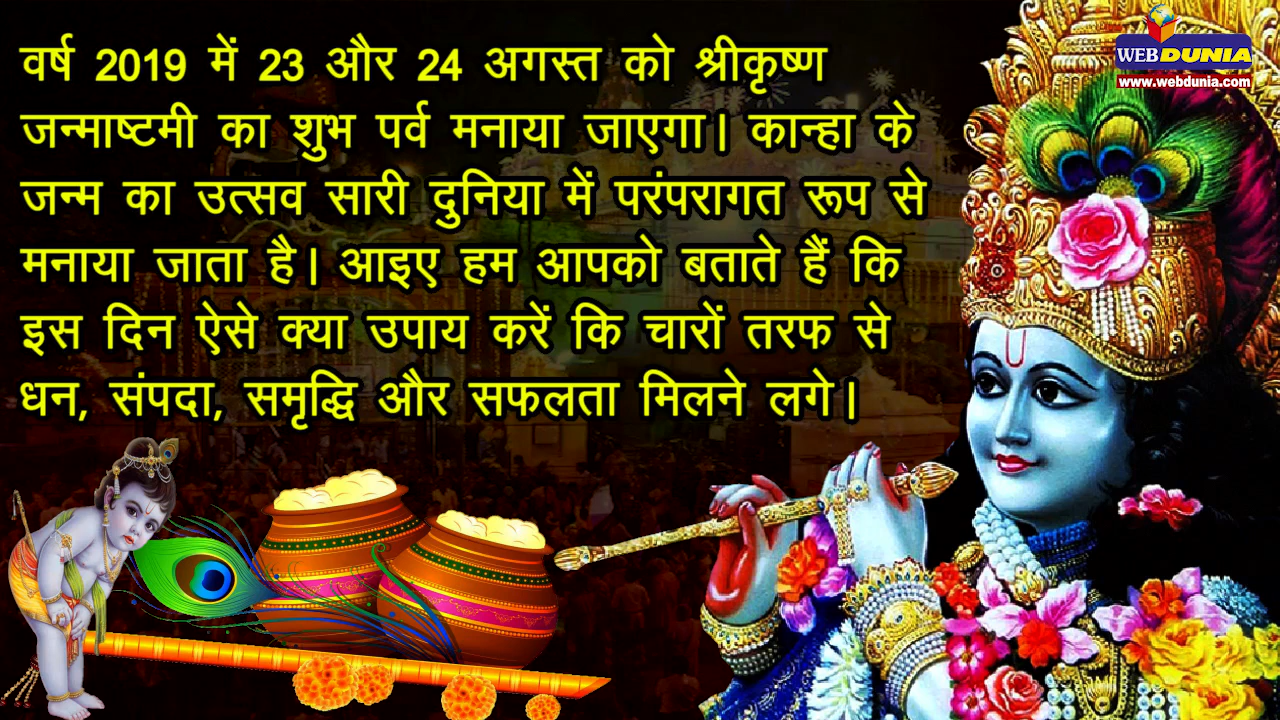 WEBDUNIA
www.webdunia.com
वर्ष 2019 में 23 और 24 अगस्त को श्रीकृष्ण
जन्माष्टमी का शुभ पर्व मनाया जाएगा। कान्हा के
जन्म का उत्सव सारी दुनिया में परंपरागत रूप से
मनाया जाता है। आइए हम आपको बताते हैं कि
इस दिन ऐसे क्या उपाय करें कि चारों तरफ से
धन, संपदा, समृद्धि और सफलता मिलने लगे।